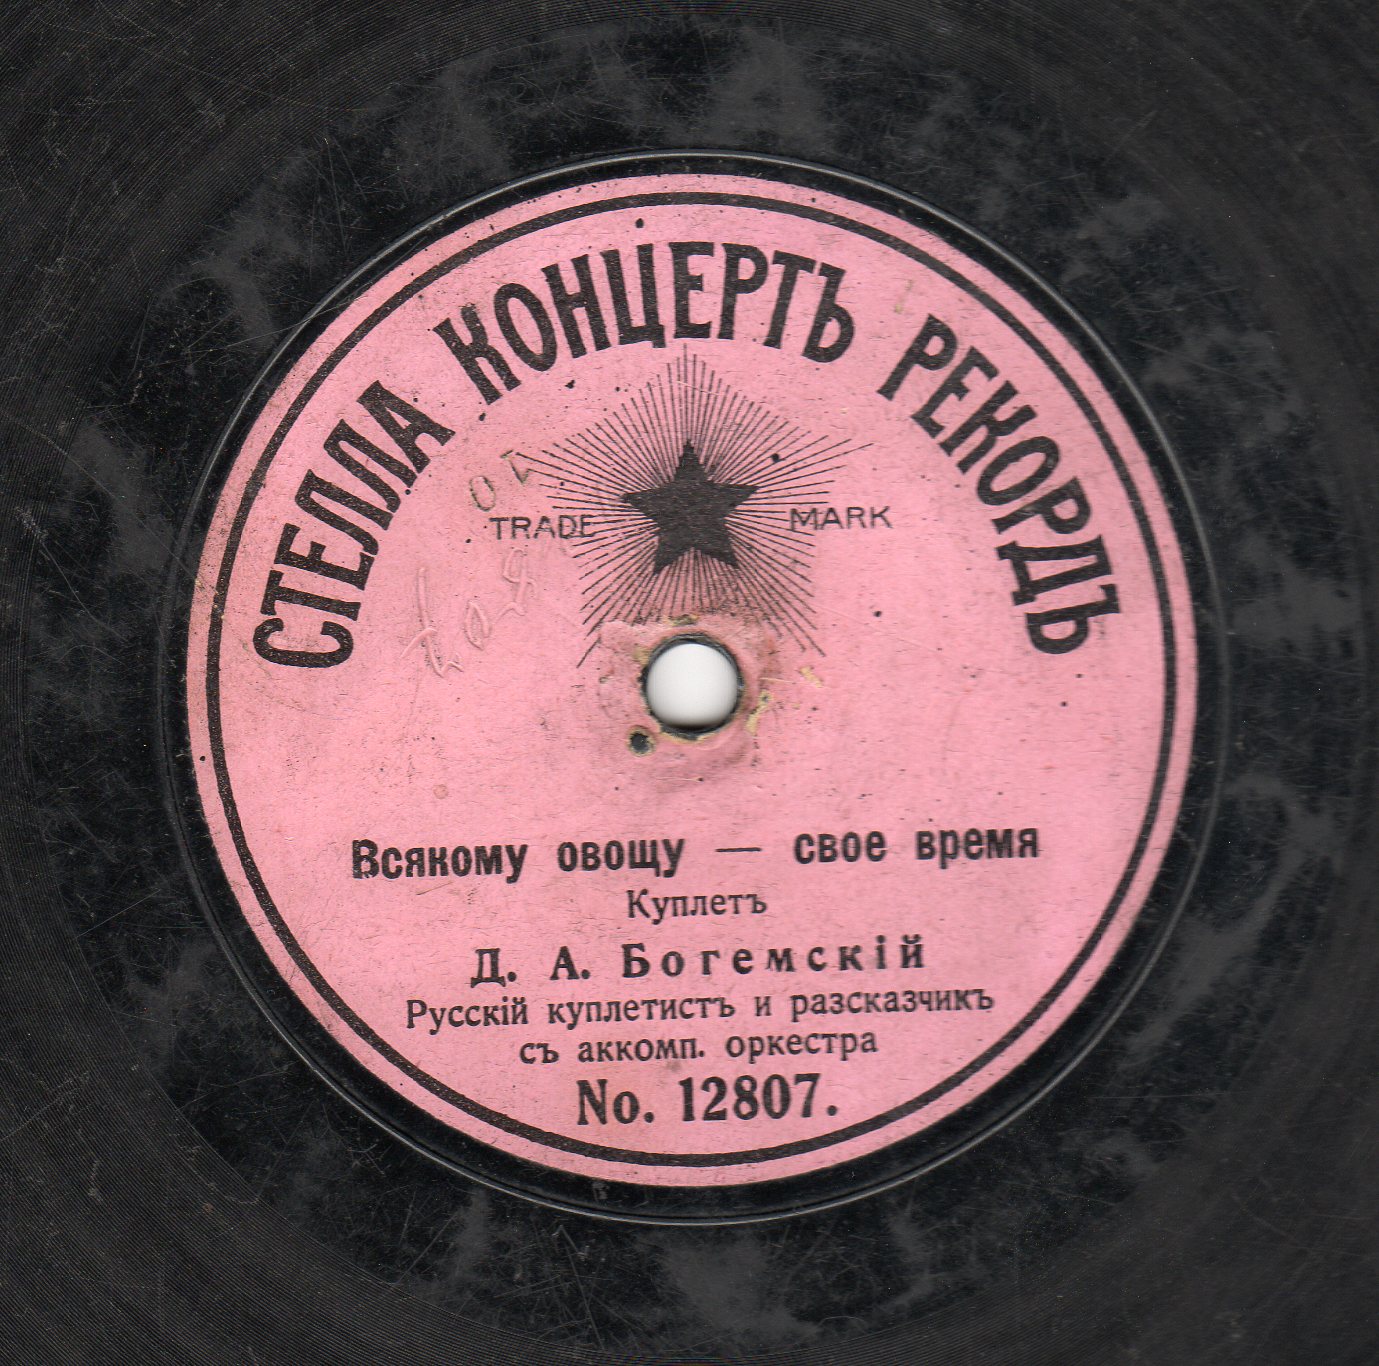 СТЕЛЛА КОНЦЕРТЪ РЕКОРДЪ
TRADE MARK
Всякому овощу — свое время
Куплетъ
Д. А. Богемскій
Русскій куплетистъ и разсказчикъ
съ аккомп. оркестра
No. 12807.